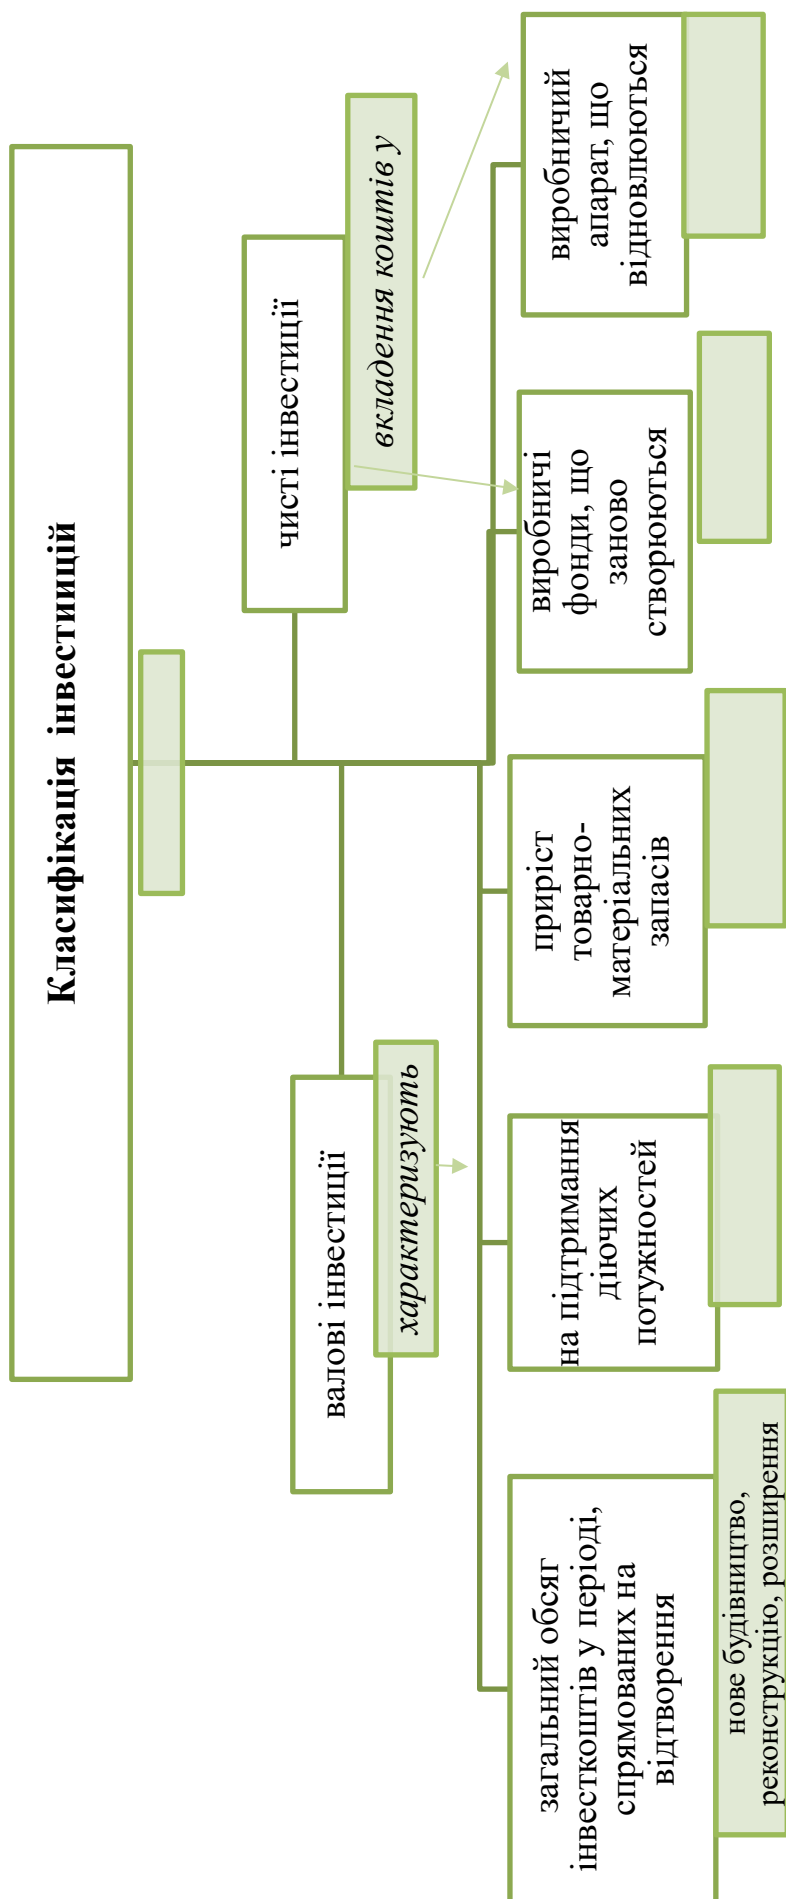 Класифікація інвестиицій
валові інвестиції
характеризують
чисті інвестиції
вкладення коштів у
загальний обсяг
інвесткоштів у періоді,
спрямованих на
відтворення
нове будівництво,
реконструкцію, розширення
на підтримання
діючих
потужностей
приріст
товарно-
матеріальних
запасів
виробничі
фонди, що
заново
створюються
виробничий
апарат, що
відновлюються